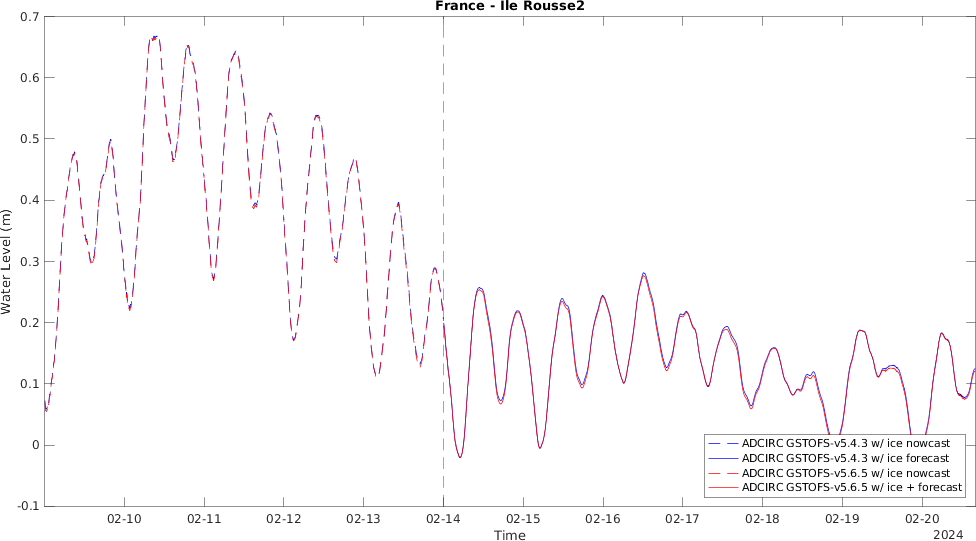 France - Ile Rousse2
0.7
0.6
0.5
0.4
0.3
0.2
0.1
0
-0.1
Water Level (m)
ADCIRC GSTOFS-v5.4.3 w/ ice nowcast
ADCIRC GSTOFS-v5.4.3 w/ ice forecast
ADCIRC GSTOFS-v5.6.5 w/ ice nowcast
ADCIRC GSTOFS-v5.6.5 w/ ice + forecast
02-10 02-11 02-12 02-13 02-14 02-15 02-16 02-17 02-18 02-19 02-20
Time
2024